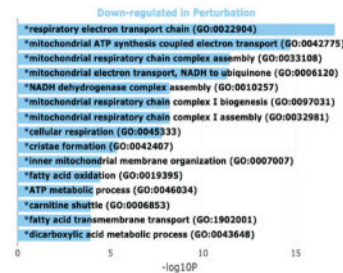 Down-regulated in Perturbation
*respiratory electron transport chain (GO:0022904)
*mitochondrial ATP synthesis coupled electron transport (GO:0042775)
*mitochondrial respiratory chain complex assembly (GO:0033108)
*mitochondrial electron transport, NADH to ubiquinone (GO:0006120)
*NADH dehydrogenase complex assembly (GO:0010257)
*mitochondrial respiratory chain complex I biogenesis (GO:0097031)
*mitochondrial respiratory chain complex I assembly (GO:0032981)
*cellular respiration (GO:0045333)
*cristae formation (GO:0042407)
*inner mitochondrial membrane organization (GO:0007007)
*fatty acid oxidation (GO:0019395)
*ATP metabolic process (GO:0046034)
*carnitine shuttle (GO:0006853)
*fatty acid transmembrane transport (GO:1902001)
*dicarboxylic acid metabolic process (GO:0043648)
0 5 10 15
-log10P